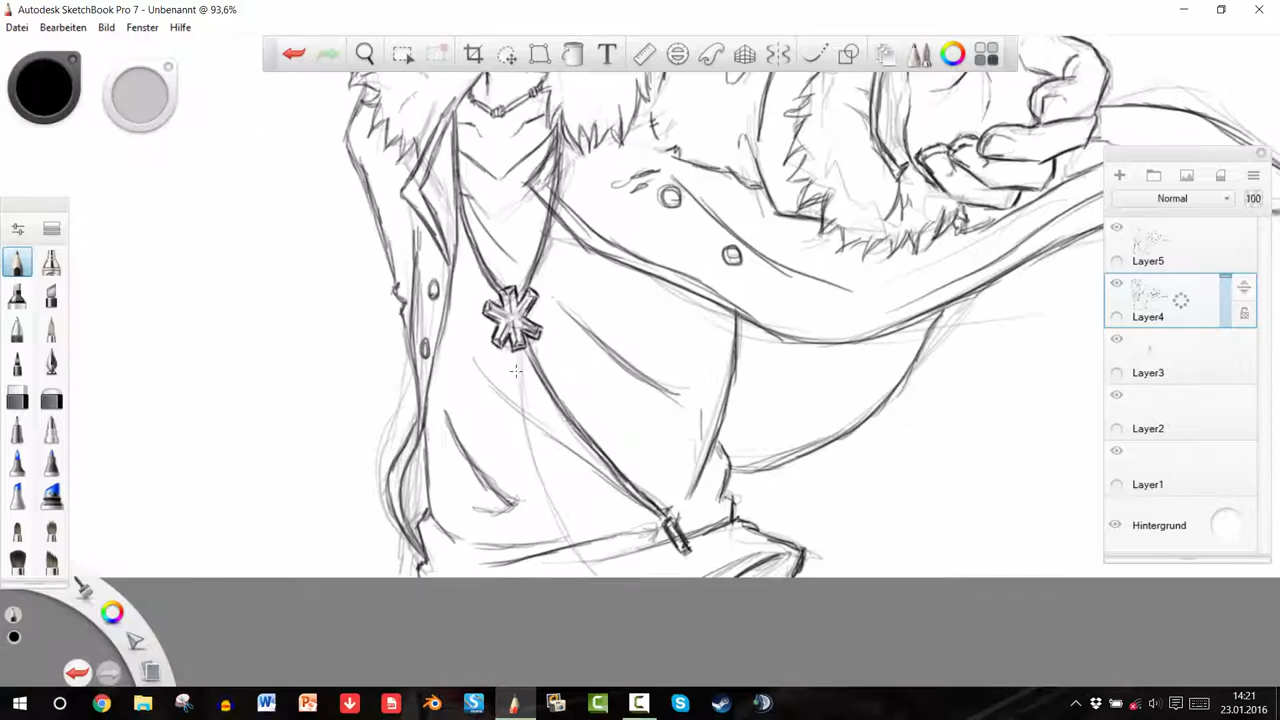 Autodesk SketchBook Pro 7 - Unbenannt @ 93,6%
Datei Bearbeiten Bild Fenster Hilfe
Normal 100
Layer5
Layer4
Layer3
Layer2
Layer1
Hintergrund
14:21
23.01.2016